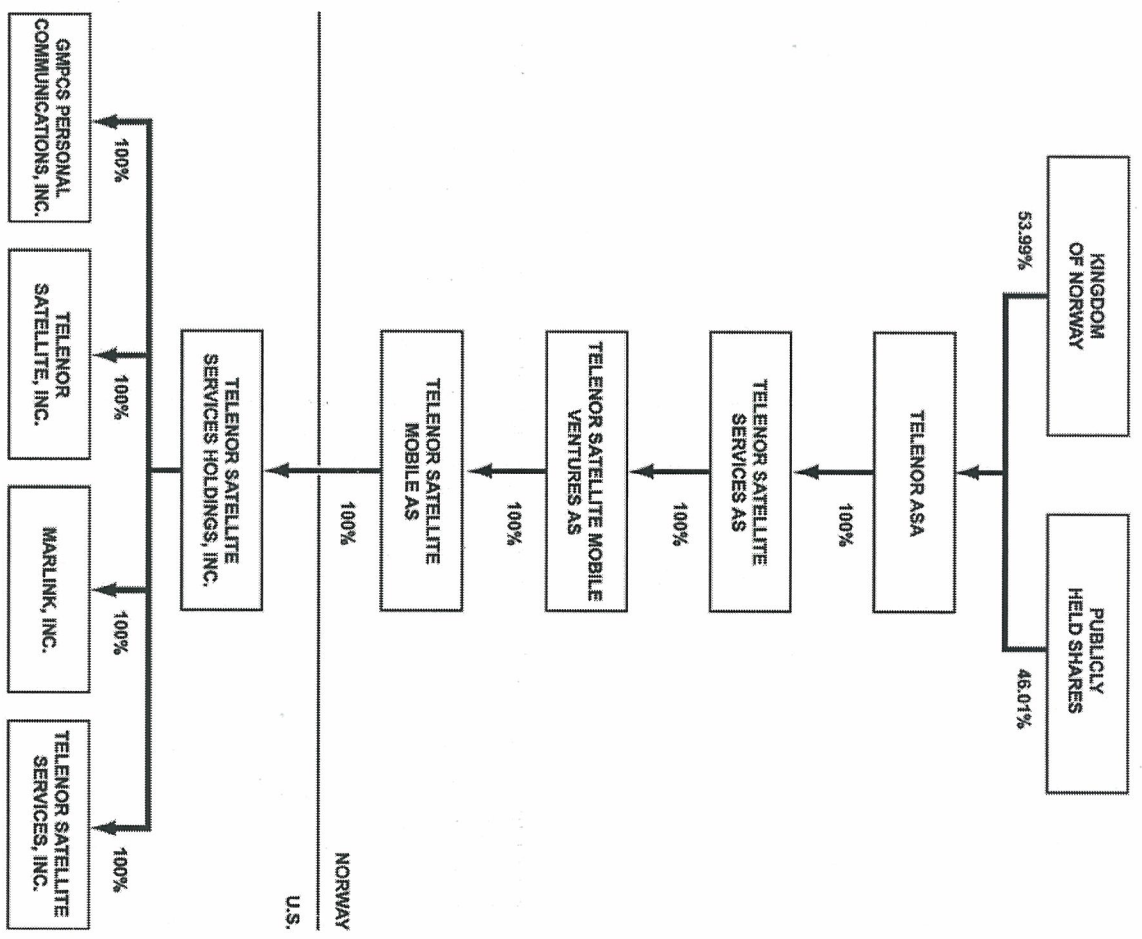 KINGDOM
OF NORWAY
PUBLICLY
HELD SHARES
53.99%
46.01%
TELENOR ASA
100%
TELENOR SATELLITE
SERVICES AS
100%
TELENOR SATELLITE MOBILE
VENTURES AS
100%
TELENOR SATELLITE
MOBILE AS
100%
NORWAY
U.S.
TELENOR SATELLITE
SERVICES HOLDINGS, INC.
100%
100%
100%
100%
GMPCS PERSONAL
COMMUNICATIONS, INC.
TELENOR
SATELLITE, INC.
MARLINK, INC.
TELENOR SATELLITE
SERVICES, INC.